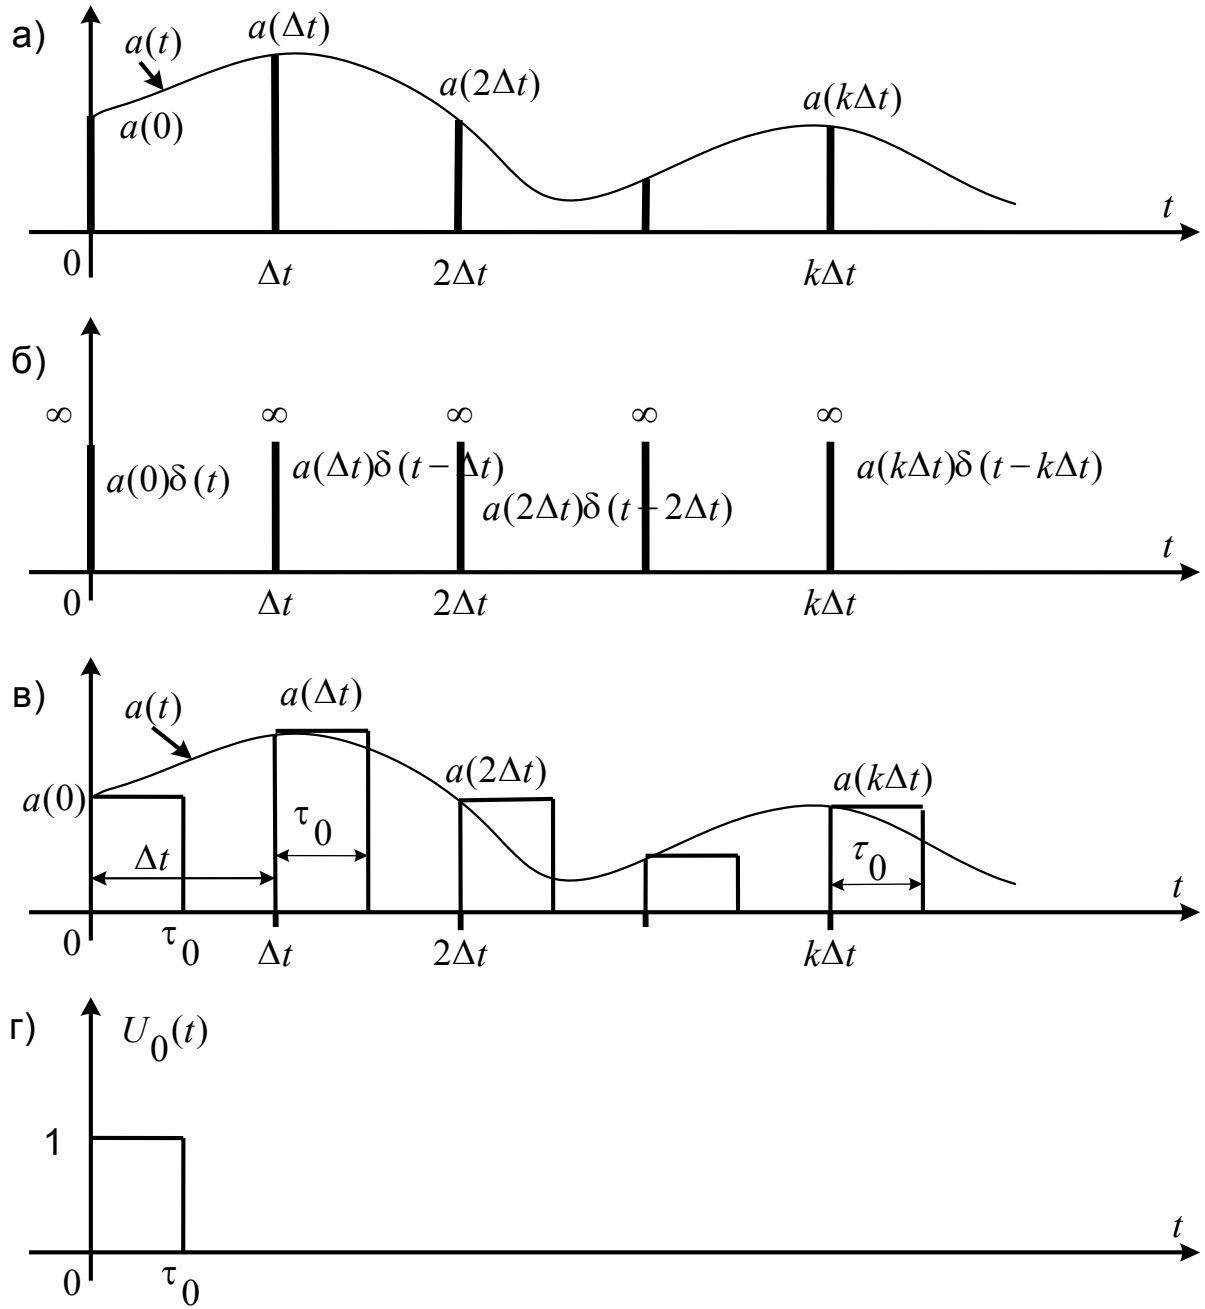 а)
a(t)
a(Δt)
a(0)
a(2Δt)
a(kΔt)
t
0
Δt
2Δt
kΔt
б)
∞ ∞ ∞ ∞ ∞
a(0)δ(t)
a(Δt)δ(t − Δt)
a(2Δt)δ(t − 2Δt)
a(kΔt)δ(t − kΔt)
t
0
Δt
2Δt
kΔt
в)
a(t)
a(Δt)
a(2Δt)
a(kΔt)
a(0)
τ0
Δt
τ0
t
0
τ0
Δt
2Δt
kΔt
г)
U0(t)
1
t
0
τ0